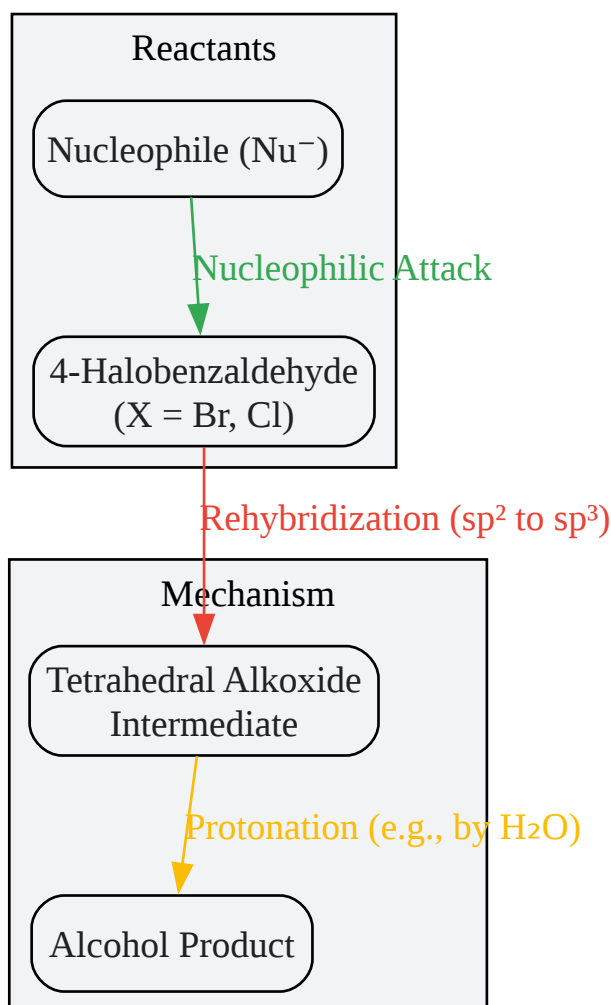 Reactants
Nucleophile (Nu⁻)
Nucleophilic Attack
4-Halobenzaldehyde
(X = Br, Cl)
Rehybridization (sp² to sp³)
Mechanism
Tetrahedral Alkoxide
Intermediate
Protonation (e.g., by H₂O)
Alcohol Product